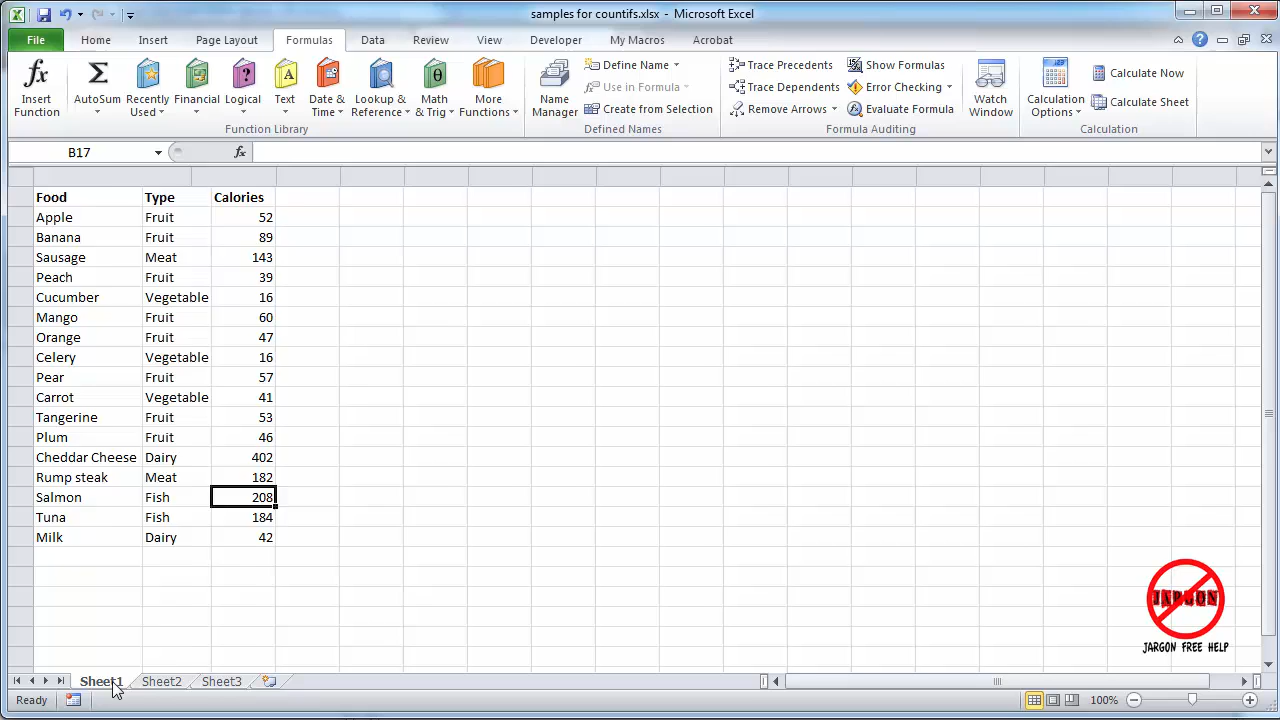 samples for countifs.xlsx - Microsoft Excel
File Home Insert Page Layout Formulas Data Review View Developer My Macros Acrobat
Insert Function AutoSum Recently Used Financial Logical Text Date & Time Lookup & Reference Math & Trig More Functions
Function Library
Name Manager Define Name Use in Formula Create from Selection
Defined Names
Trace Precedents Trace Dependents Remove Arrows Show Formulas Error Checking Evaluate Formula Watch Window
Formula Auditing
Calculation Options Calculate Now Calculate Sheet
Calculation
B17 fx
Food Type Calories
Apple Fruit 52
Banana Fruit 89
Sausage Meat 143
Peach Fruit 39
Cucumber Vegetable 16
Mango Fruit 60
Orange Fruit 47
Celery Vegetable 16
Pear Fruit 57
Carrot Vegetable 41
Tangerine Fruit 53
Plum Fruit 46
Cheddar Cheese Dairy 402
Rump steak Meat 182
Salmon Fish 208
Tuna Fish 184
Milk Dairy 42
JARGON
JARGON FREE HELP
Sheet1 Sheet2 Sheet3
Ready 100%